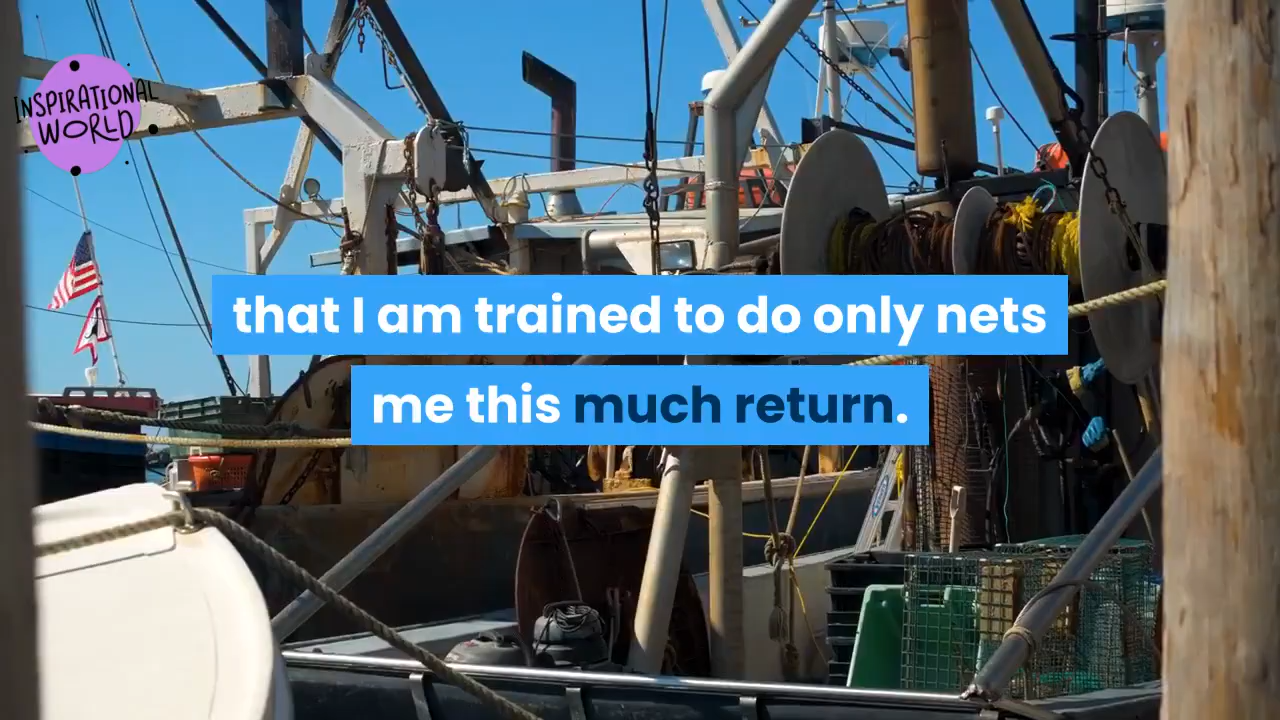 INSPIRATIONAL
WORLD
that I am trained to do only nets
me this much return.